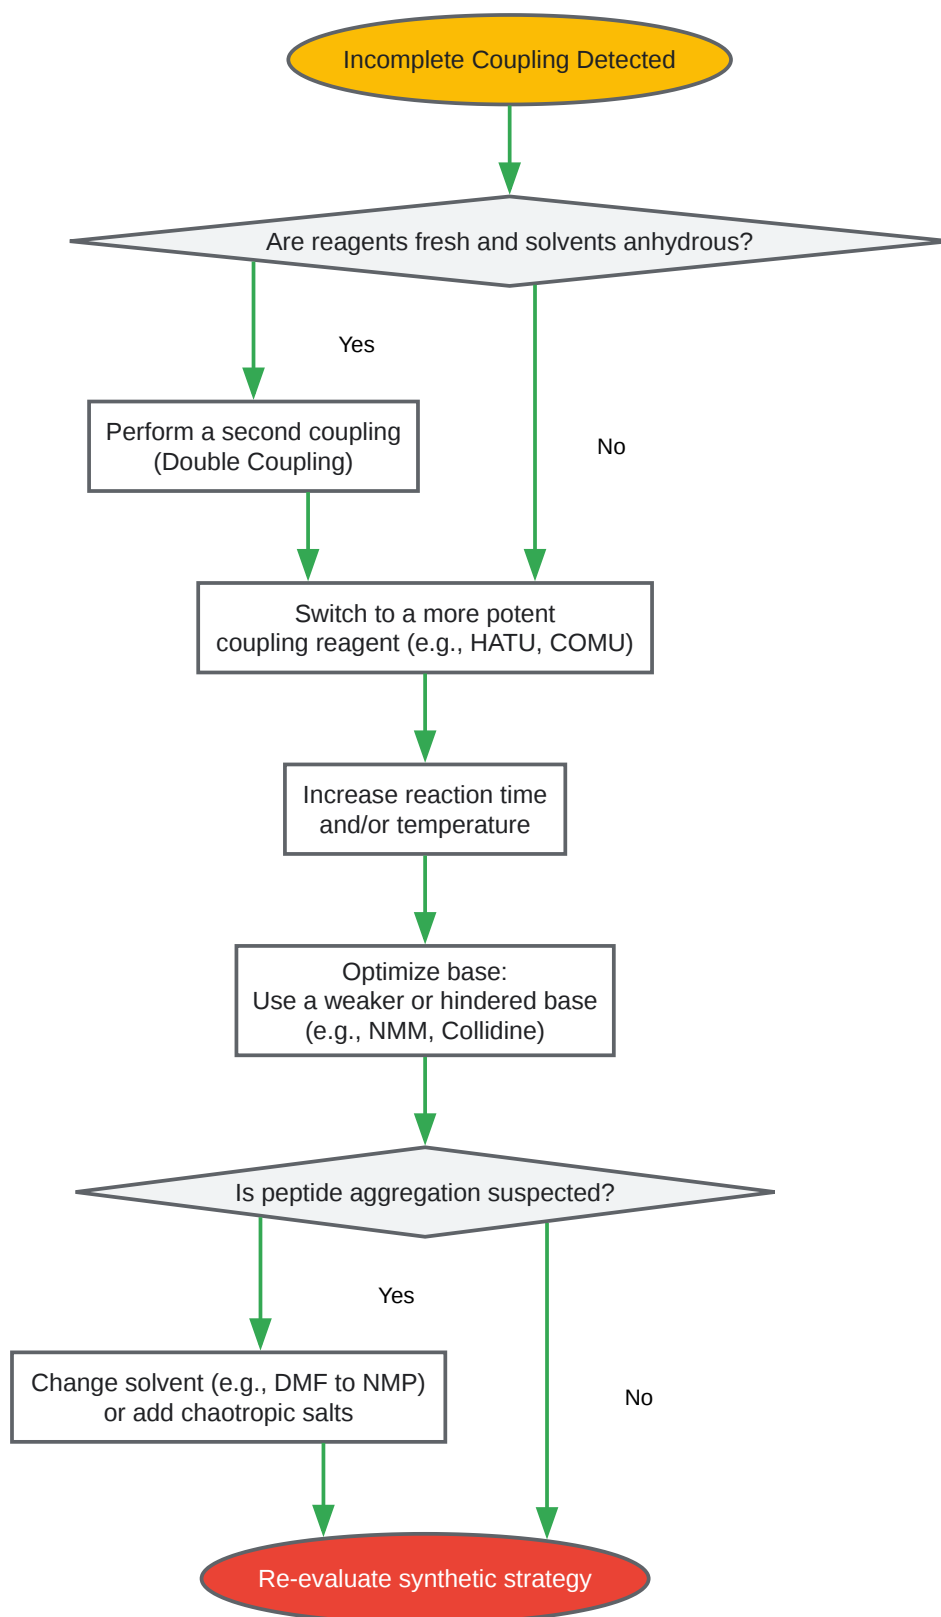 Incomplete Coupling Detected
Are reagents fresh and solvents anhydrous?
Yes
Perform a second coupling
(Double Coupling)
No
Switch to a more potent
coupling reagent (e.g., HATU, COMU)
Increase reaction time
and/or temperature
Optimize base:
Use a weaker or hindered base
(e.g., NMM, Collidine)
Is peptide aggregation suspected?
Yes
Change solvent (e.g., DMF to NMP)
or add chaotropic salts
No
Re-evaluate synthetic strategy